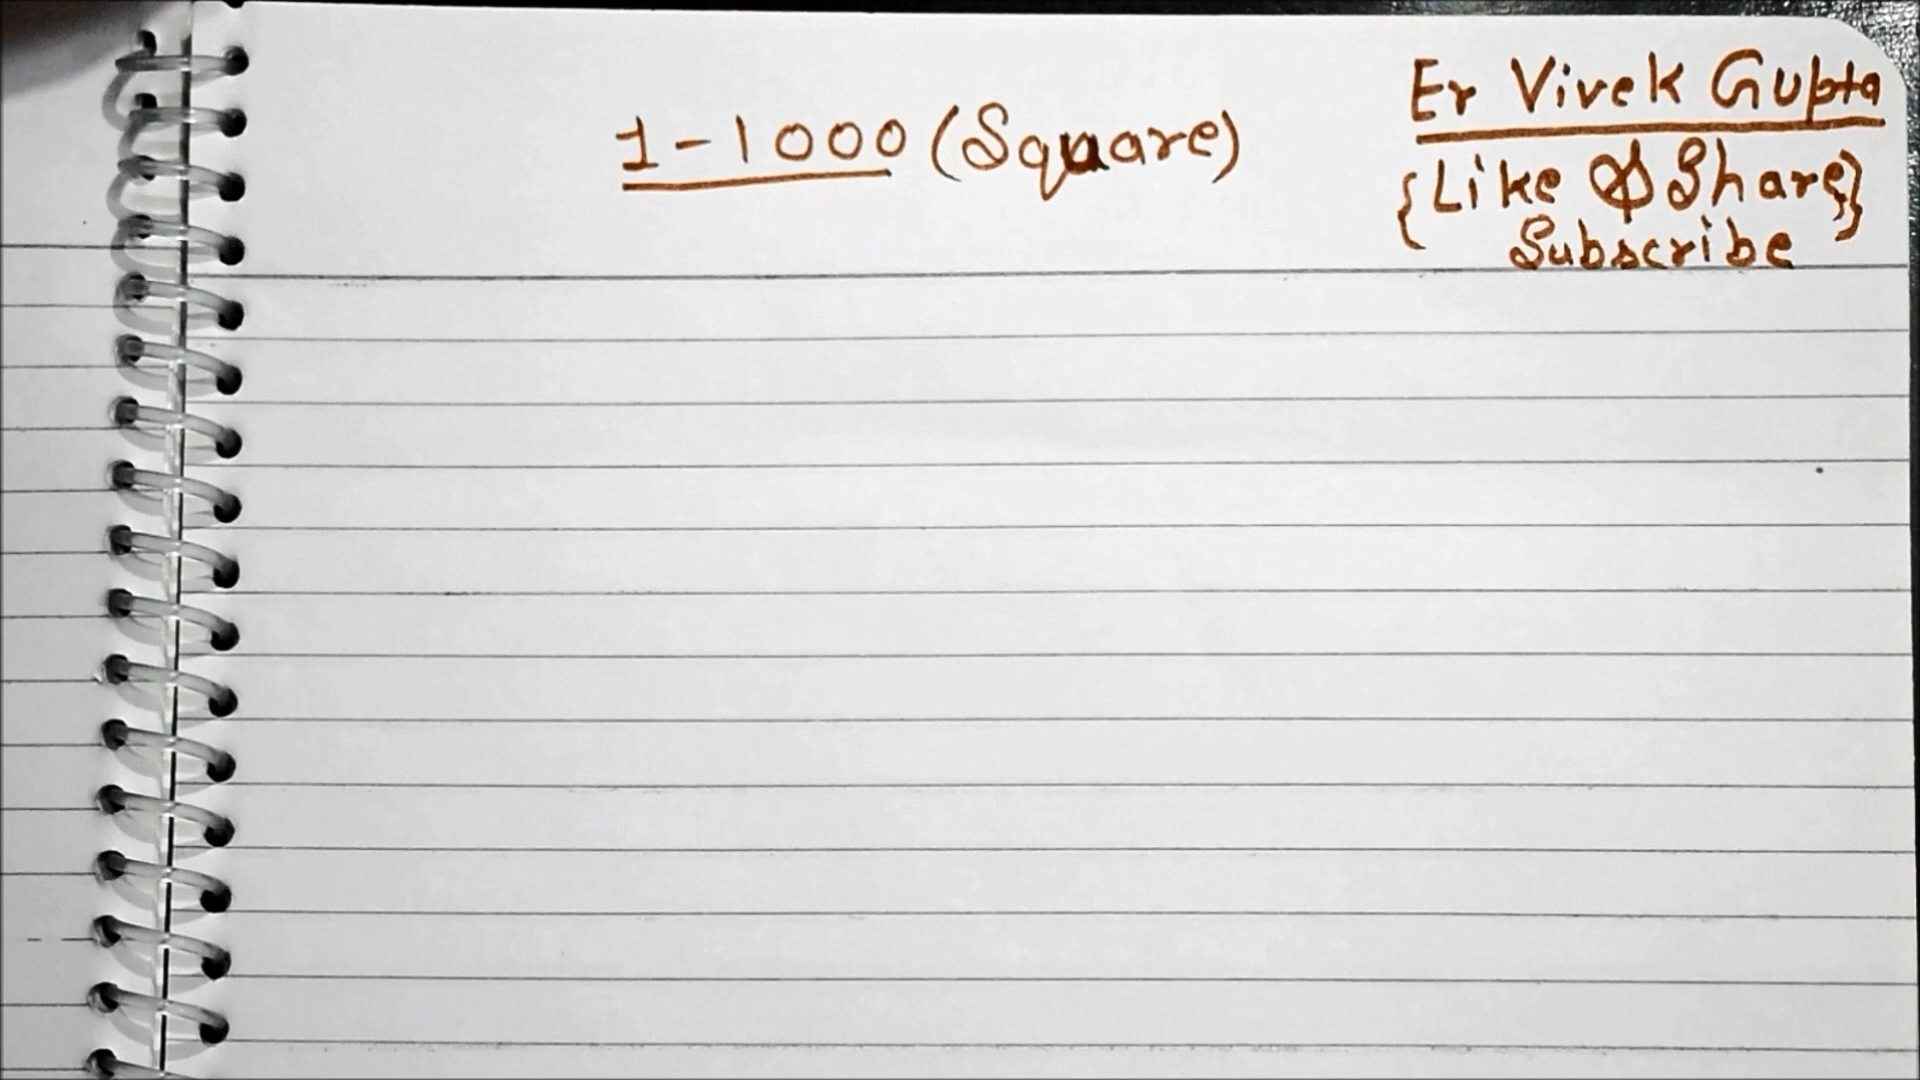 1-1000 (Square)
Er Vivek Gupta
{Like & Share,}
Subscribe